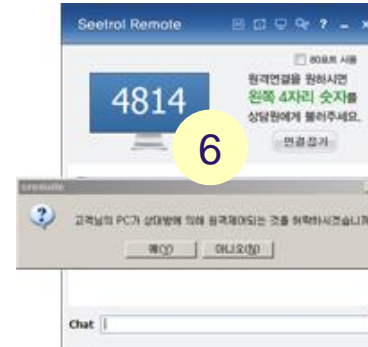 Seetrol Remote
80포트 사용
원격연결을 원하시면
왼쪽 4자리 숫자를
상담원에게 불러주세요.
4814
연결끊기
6
고객님의 PC가 상대방에 의해 원격제어되는 것을 허락하시겠습니까
예(Y) 아니오(N)
Chat